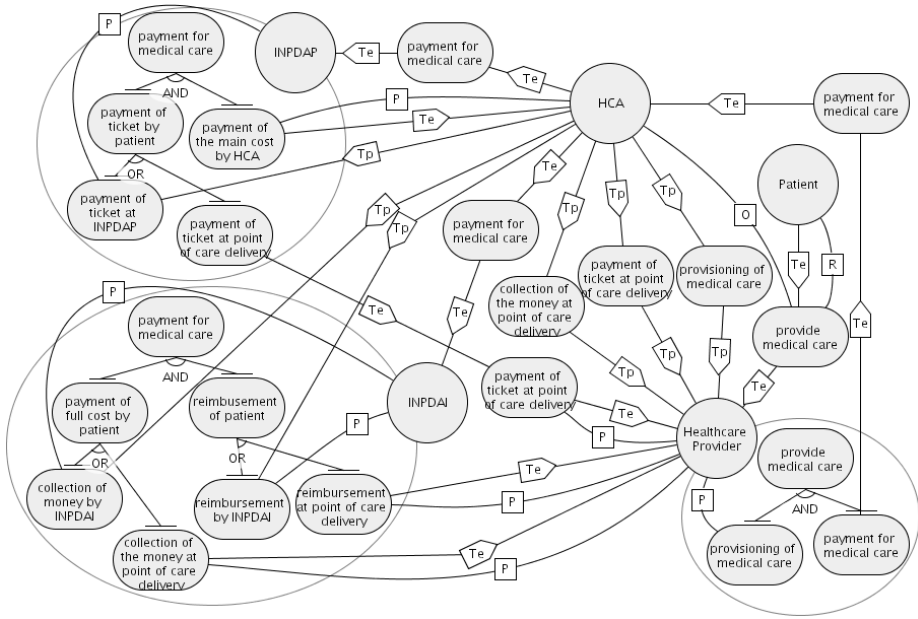 P
payment for
medical care
INPDAP
Te
payment for
medical care
Te
HCA
Te
payment for
medical care
AND
payment of
ticket by
patient
payment of
the main cost
by HCA
P
Te
Tp
OR
payment of
ticket at
INPDAP
payment of
ticket at point
of care delivery
Te
Tp
Tp
Tp
Patient
O
Tp
Tp
payment for
medical care
Te
R
collection of
the money at
point of care
delivery
payment of
ticket at point
of care delivery
provisioning of
medical care
P
Te
Te
Te
provide
medical care
payment for
medical care
AND
Tp
Tp
Tp
Te
payment of
full cost by
patient
reimbusement
of patient
INPDAI
payment of
ticket at point
of care delivery
Te
P
P
Healthcare
Provider
provide
medical care
OR
OR
Te
collection of
money by
INPDAI
reimbursement
by INPDAI
reimbursement
at point of care
delivery
P
P
AND
collection of
the money at
point of care
delivery
Te
P
provisioning of
medical care
payment for
medical care